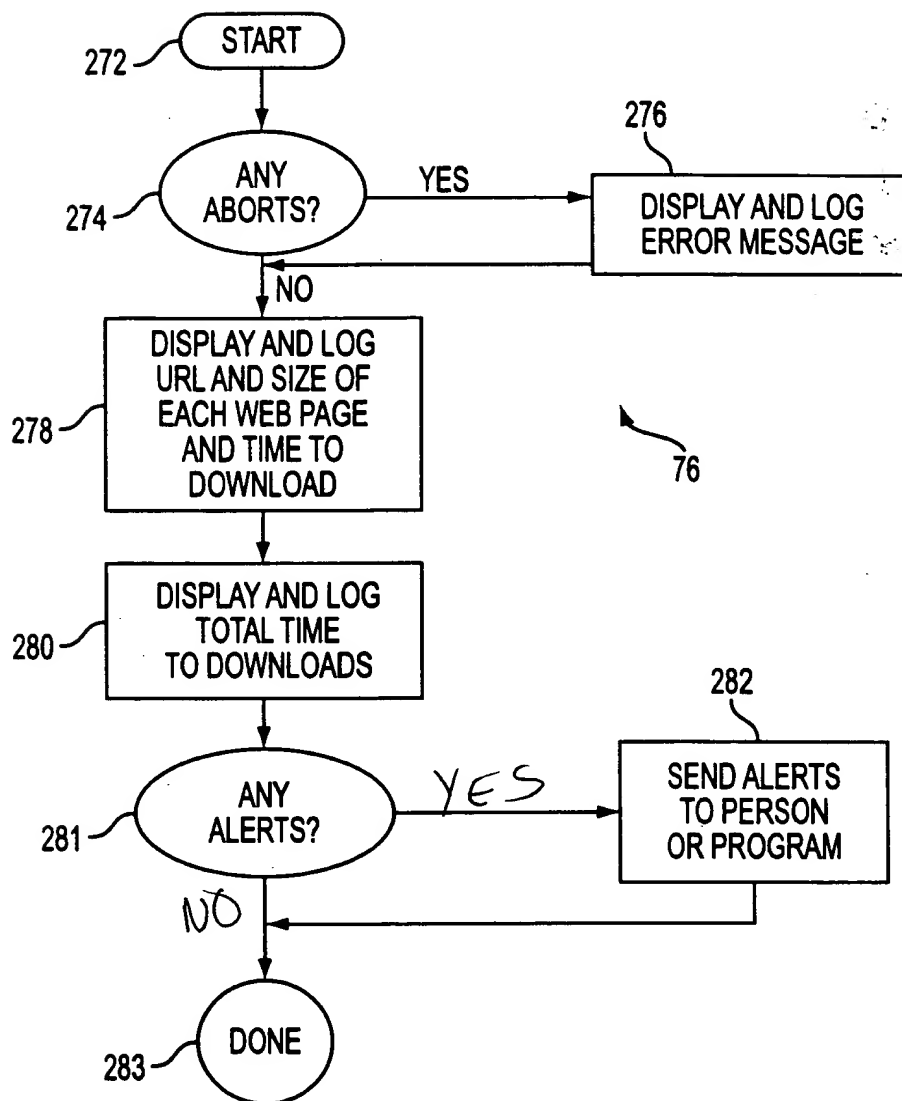 START
272
276
ANY
ABORTS?
274
YES
DISPLAY AND LOG
ERROR MESSAGE
NO
DISPLAY AND LOG
URL AND SIZE OF
EACH WEB PAGE
AND TIME TO
DOWNLOAD
278
76
DISPLAY AND LOG
TOTAL TIME
TO DOWNLOADS
280
282
ANY
ALERTS?
281
YES
SEND ALERTS
TO PERSON
OR PROGRAM
NO
DONE
283